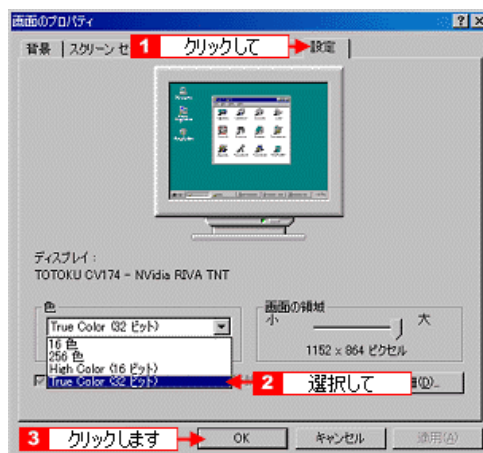 画面のプロパティ
背景 スクリーン セ 1 クリックして 設定
ディスプレイ:
TOTOKU CV174 - NVidia RIVA TNT
色
True Color (32 ビット)
16 色
256 色
High Color (16 ビット)
True Color (32 ビット)
画面の領域
小 大
1152 x 864 ピクセル
2 選択して (D)...
3 クリックします OK キャンセル 適用(A)